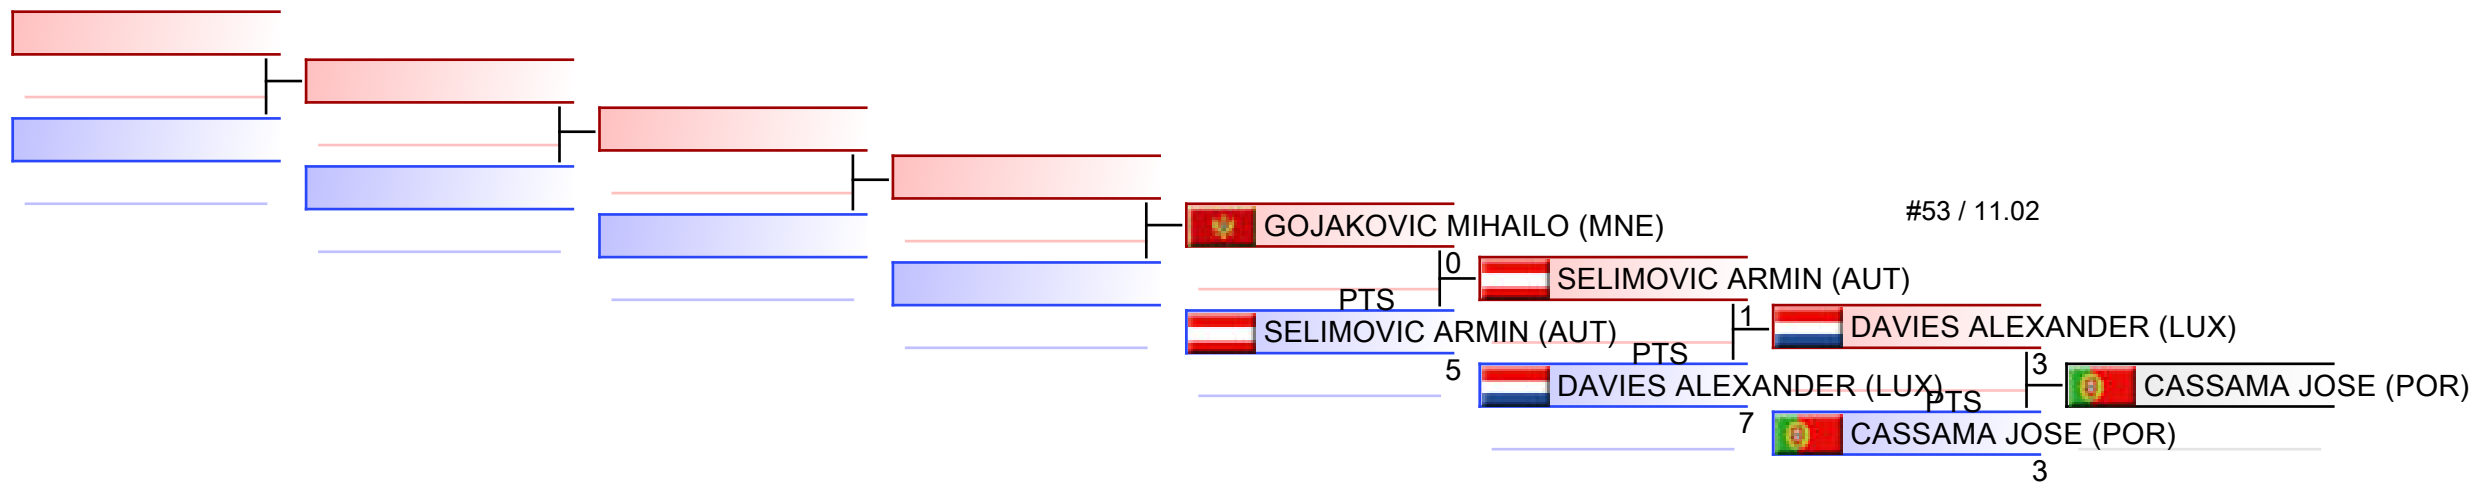 #53 / 11.02
GOJAKOVIC MIHAILO (MNE)
0
PTS
SELIMOVIC ARMIN (AUT)
5
SELIMOVIC ARMIN (AUT)
1
PTS
DAVIES ALEXANDER (LUX)
7
DAVIES ALEXANDER (LUX)
3
PTS
CASSAMA JOSE (POR)
3
CASSAMA JOSE (POR)